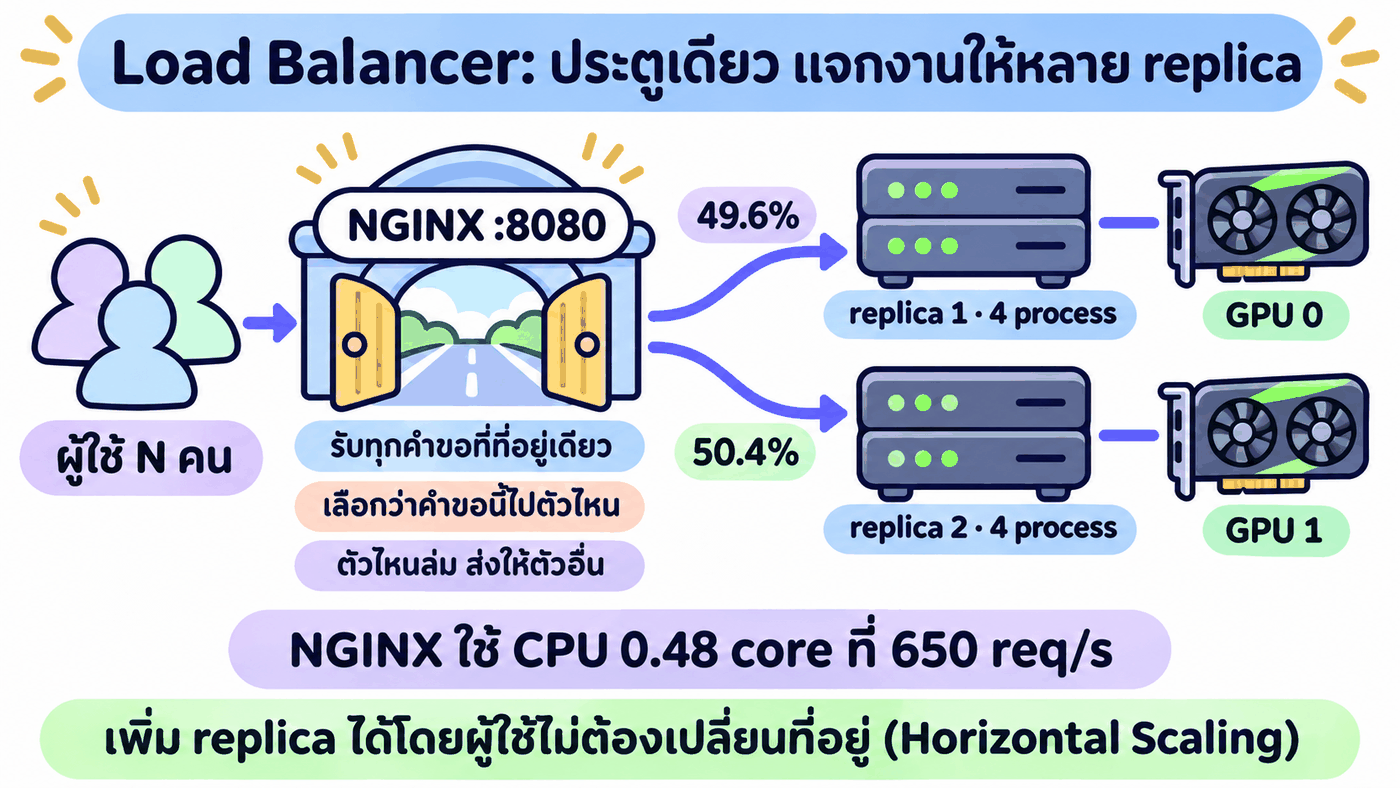 Load Balancer: ประตูเดียว แจกงานให้หลาย replica
NGINX :8080
49.6%
50.4%
replica 1 · 4 process
GPU 0
replica 2 · 4 process
GPU 1
ผู้ใช้ N คน
รับทุกคำขอที่ที่อยู่เดียว
เลือกว่าคำขอนี้ไปตัวไหน
ตัวไหนล่ม ส่งให้ตัวอื่น
NGINX ใช้ CPU 0.48 core ที่ 650 req/s
เพิ่ม replica ได้โดยผู้ใช้ไม่ต้องเปลี่ยนที่อยู่ (Horizontal Scaling)